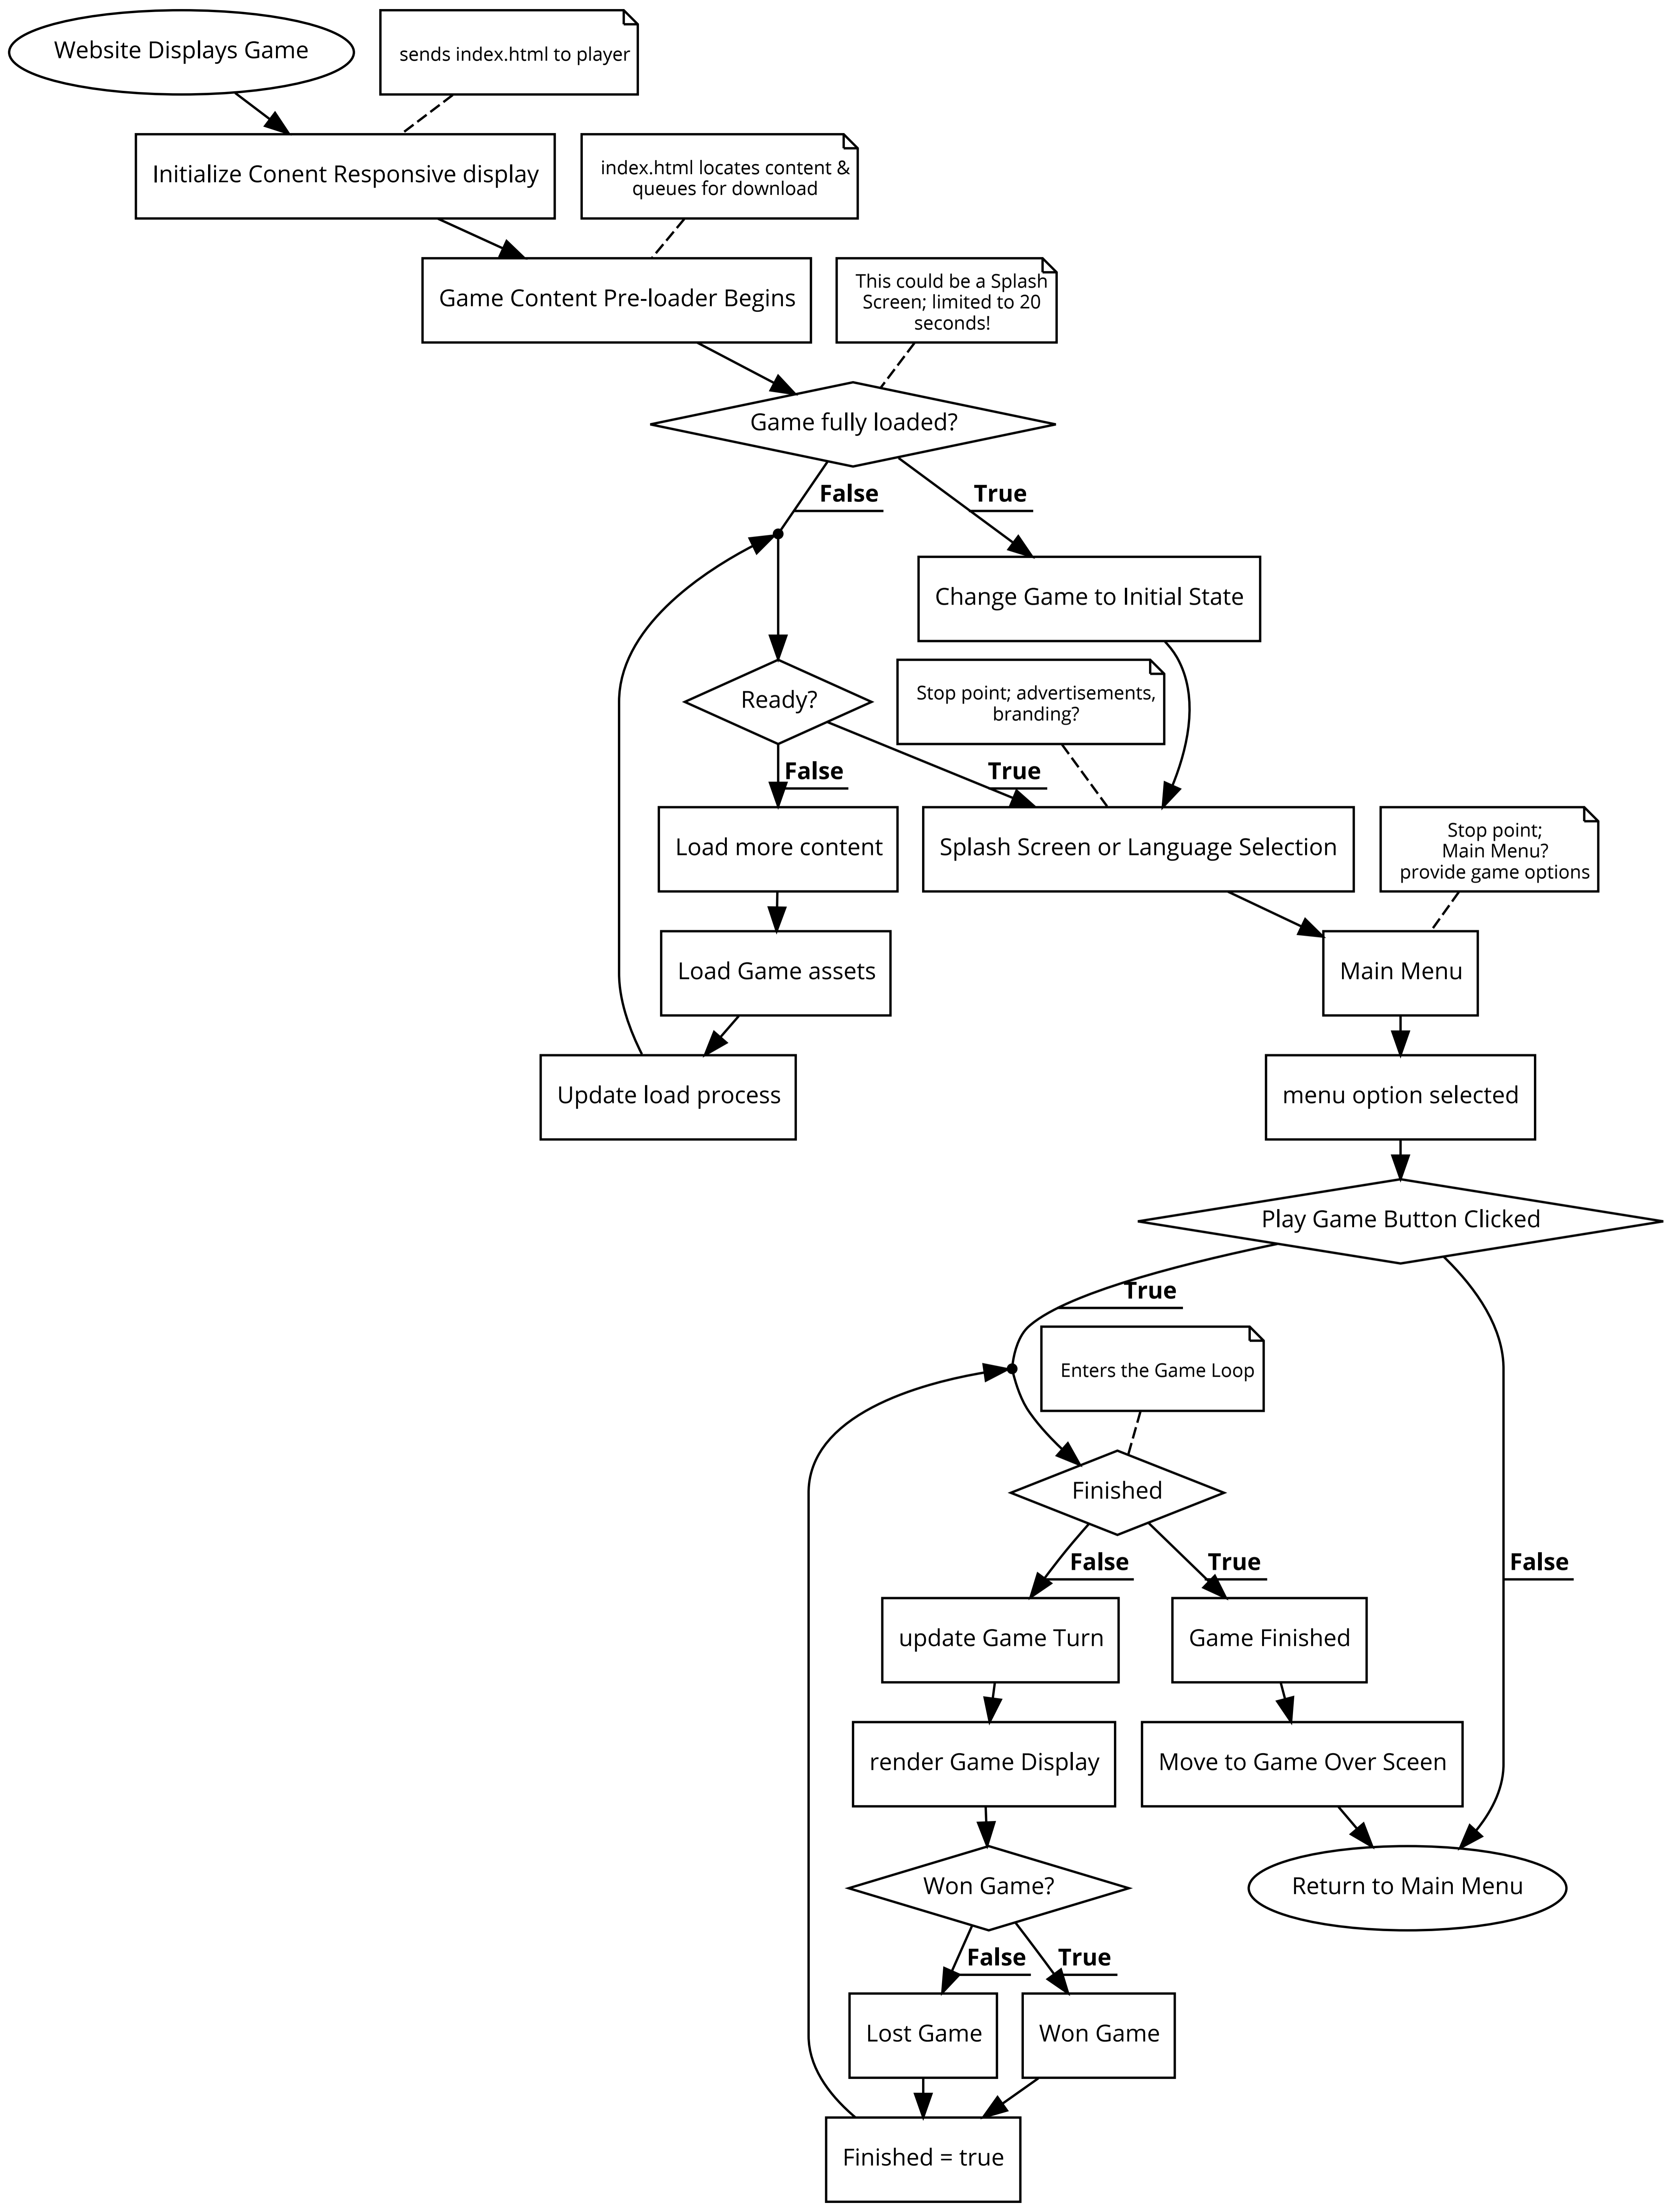 Website Displays Game
sends index.html to player
Initialize Conent Responsive display
index.html locates content &
queues for download
Game Content Pre-loader Begins
This could be a Splash
Screen; limited to 20
seconds!
Game fully loaded?
False
True
Change Game to Initial State
Ready?
Stop point; advertisements,
branding?
False
True
Load more content
Splash Screen or Language Selection
Stop point;
Main Menu?
provide game options
Load Game assets
Main Menu
Update load process
menu option selected
Play Game Button Clicked
True
Enters the Game Loop
Finished
False
True
False
update Game Turn
Game Finished
render Game Display
Move to Game Over Sceen
Won Game?
Return to Main Menu
False
True
Lost Game
Won Game
Finished = true